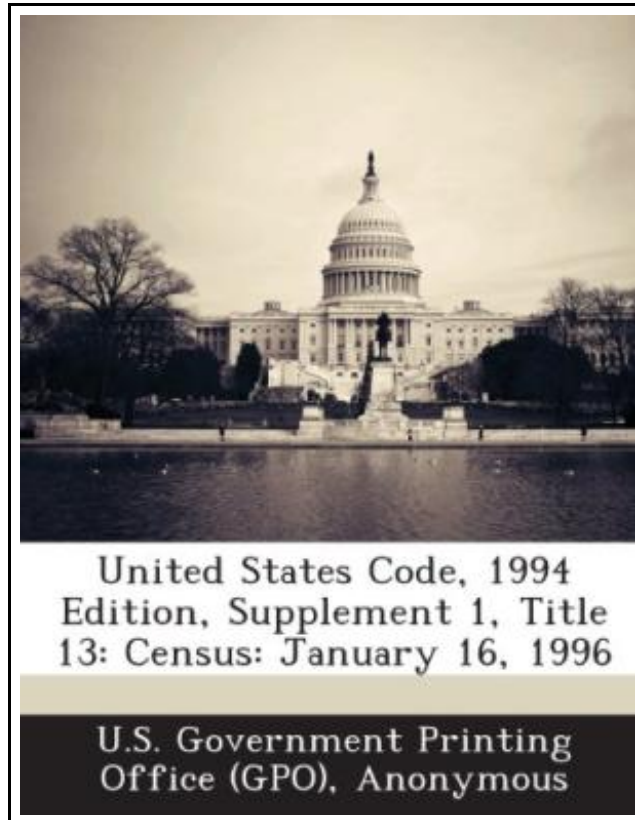 United States Code, 1994
Edition, Supplement 1, Title
13: Census: January 16, 1996
U.S. Government Printing
Office (GPO), Anonymous